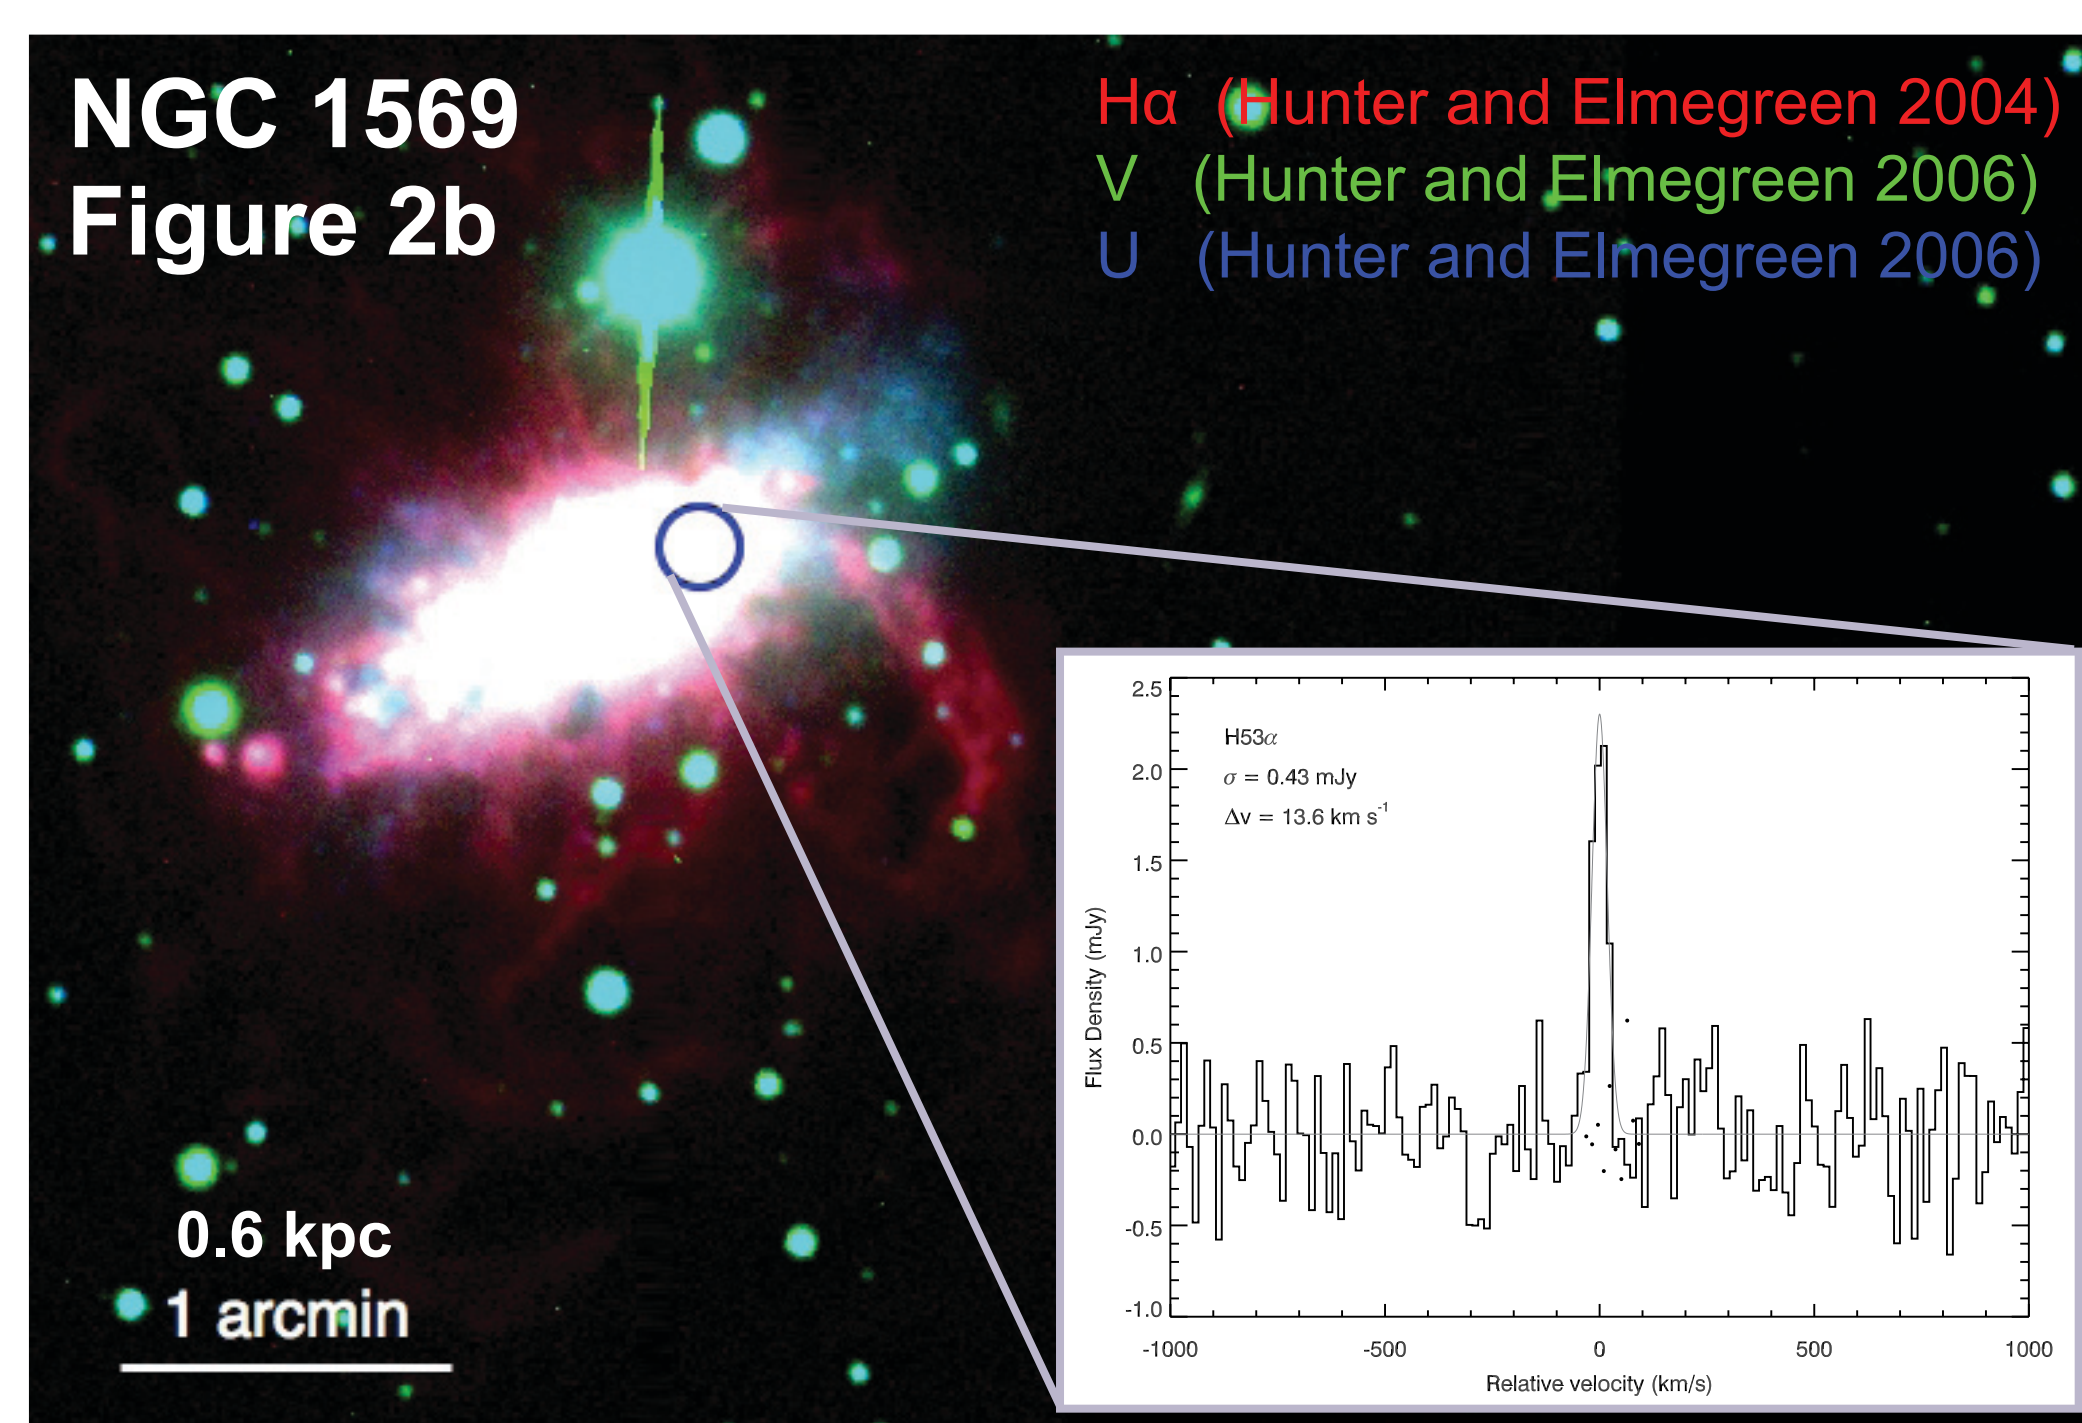 NGC 1569
Figure 2b
Hα (Hunter and Elmegreen 2004)
V (Hunter and Elmegreen 2006)
U (Hunter and Elmegreen 2006)
0.6 kpc
1 arcmin
H53α
σ = 0.43 mJy
Δv = 13.6 km s⁻¹
Flux Density (mJy)
2.5
2.0
1.5
1.0
0.5
0.0
-0.5
-1.0
-1000 -500 0 500 1000
Relative velocity (km/s)